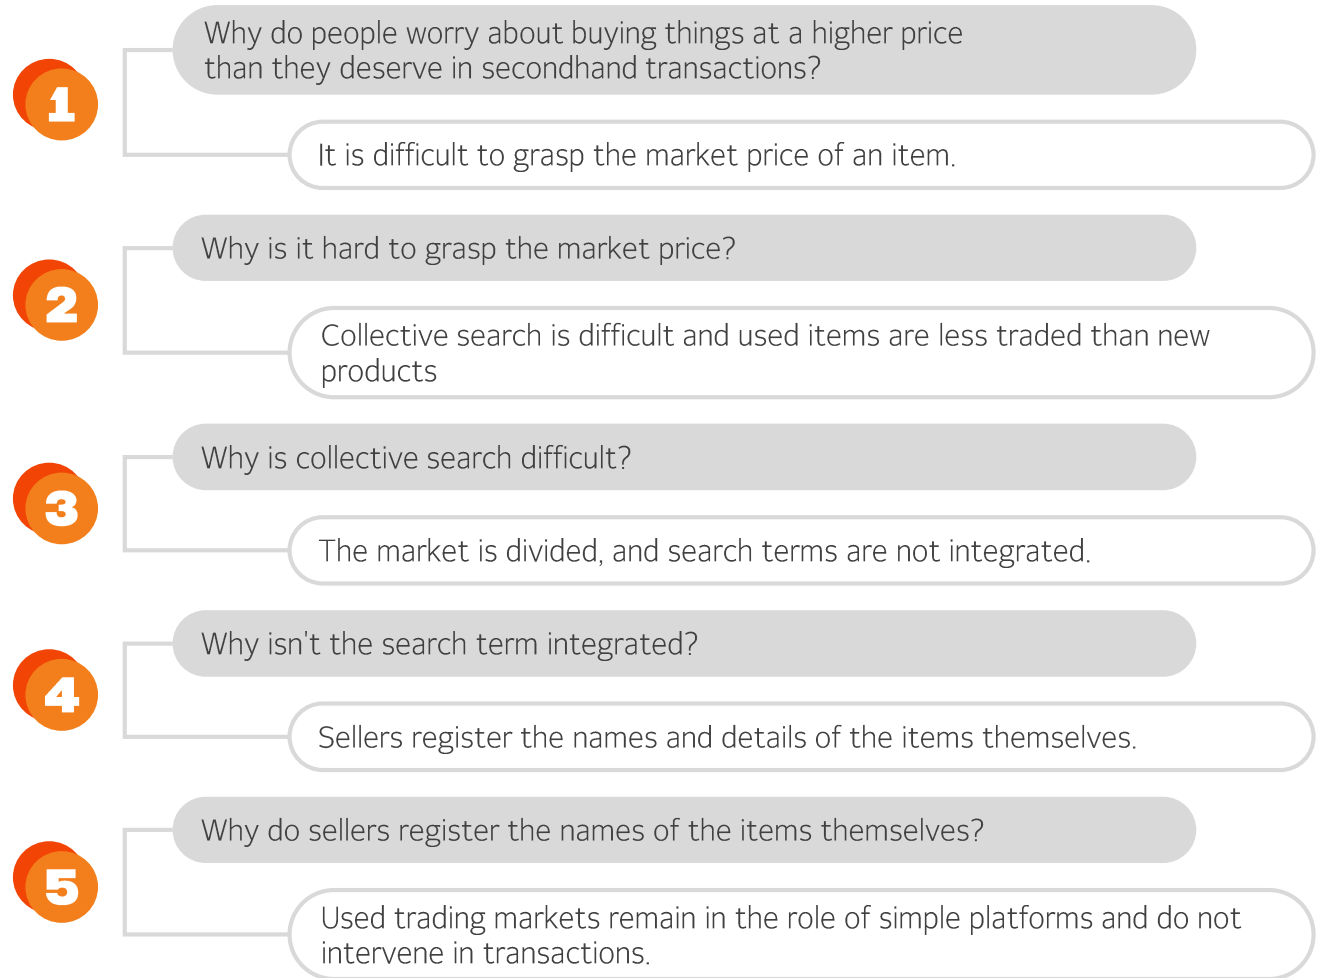 1
Why do people worry about buying things at a higher price
than they deserve in secondhand transactions?
It is difficult to grasp the market price of an item.
2
Why is it hard to grasp the market price?
Collective search is difficult and used items are less traded than new
products
3
Why is collective search difficult?
The market is divided, and search terms are not integrated.
4
Why isn't the search term integrated?
Sellers register the names and details of the items themselves.
5
Why do sellers register the names of the items themselves?
Used trading markets remain in the role of simple platforms and do not
intervene in transactions.